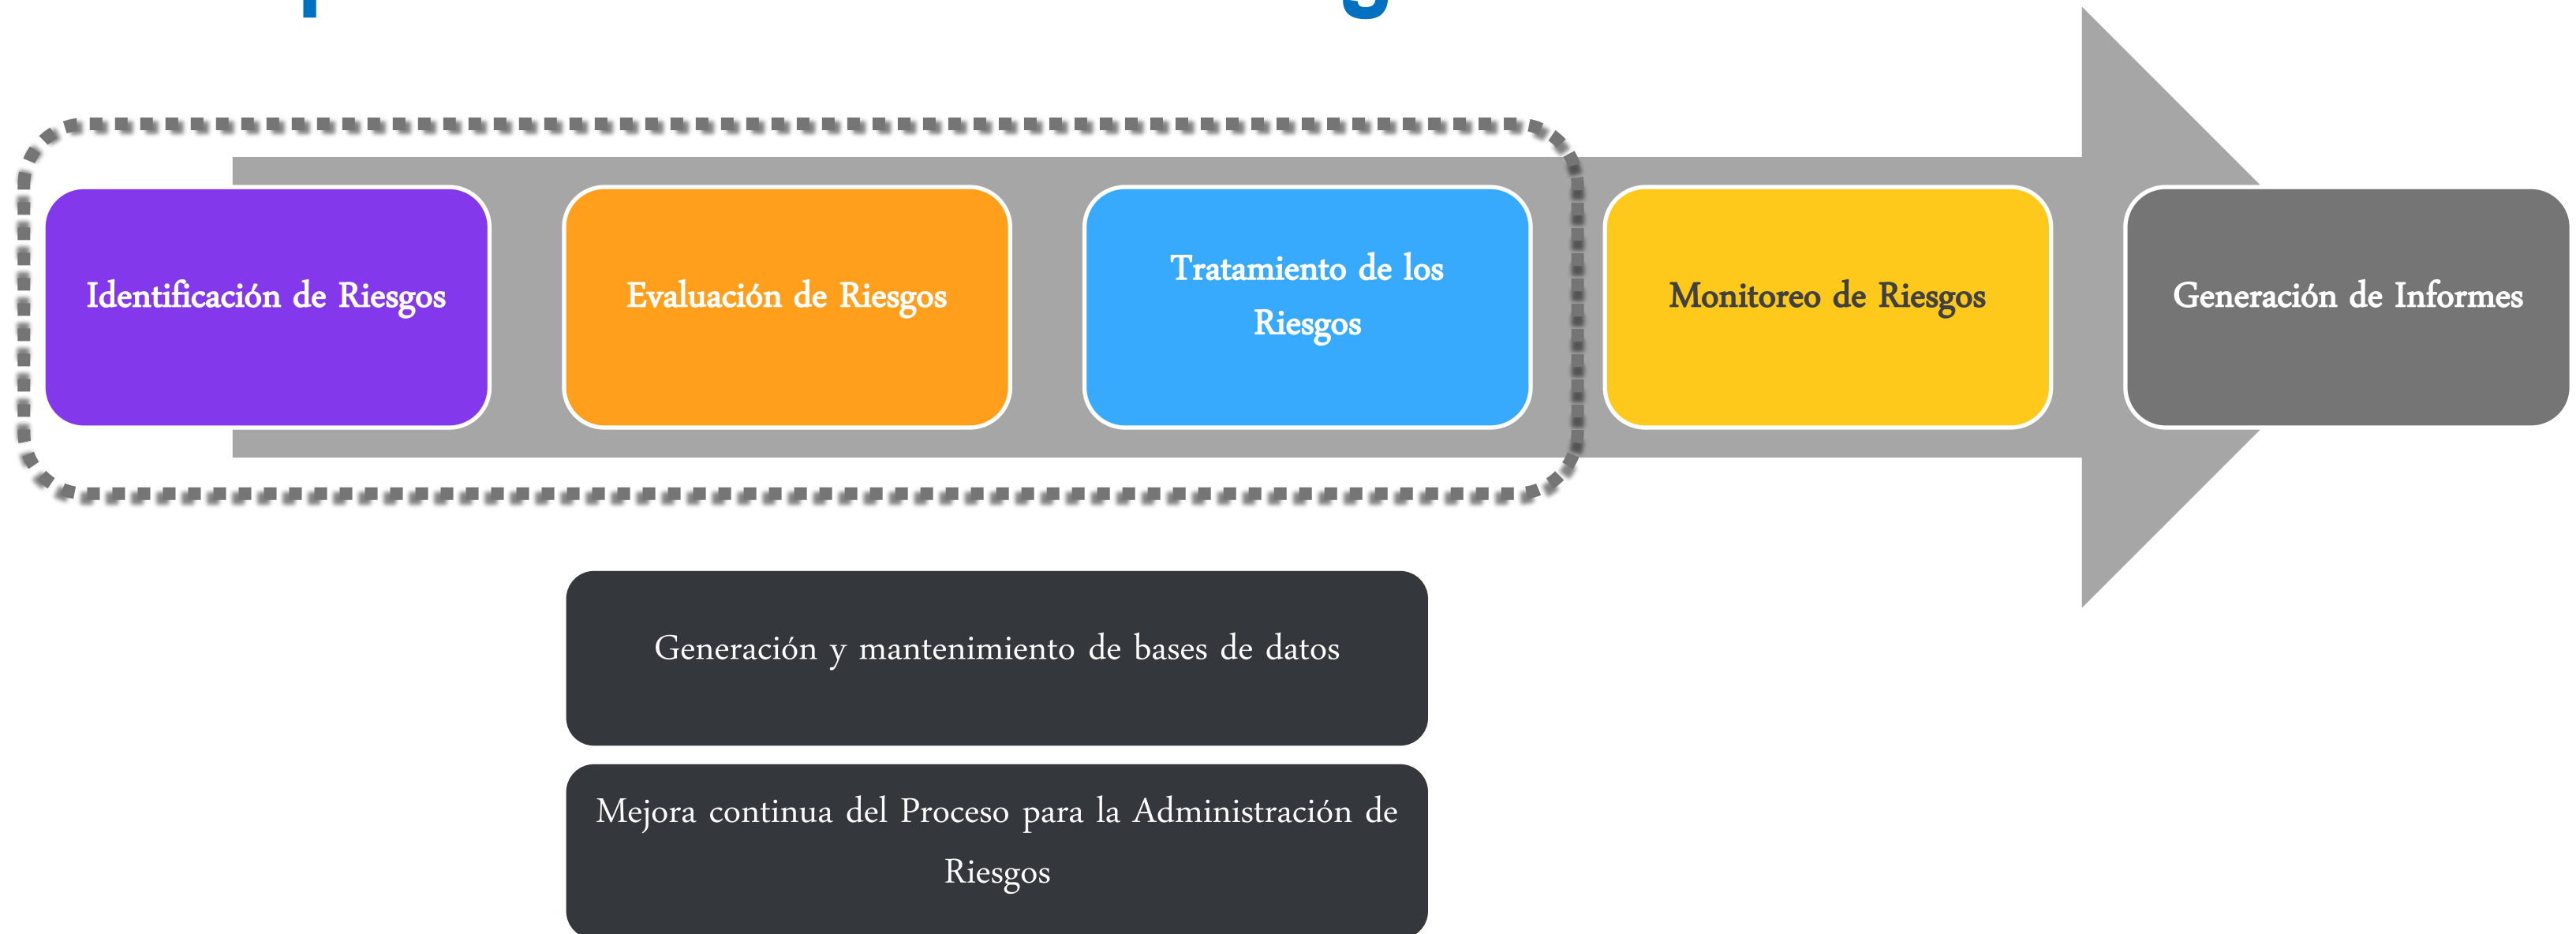 Identificación de Riesgos
Evaluación de Riesgos
Tratamiento de los
Riesgos
Monitoreo de Riesgos
Generación de Informes
Generación y mantenimiento de bases de datos
Mejora continua del Proceso para la Administración de
Riesgos